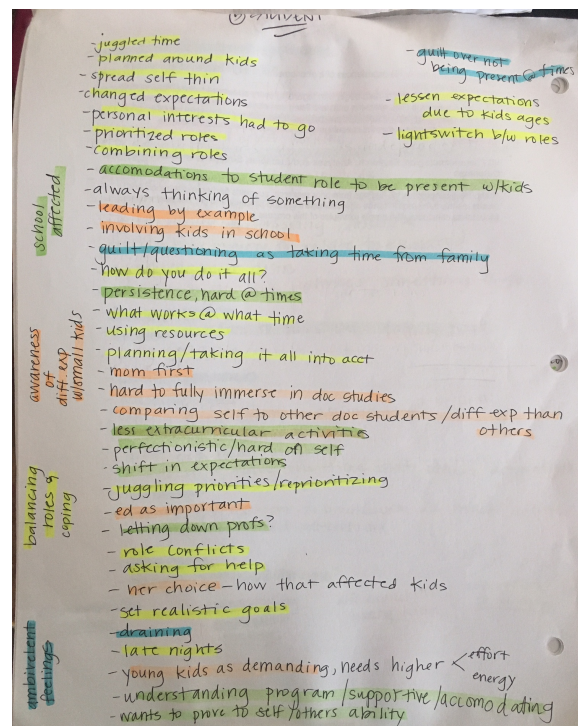 - juggled time
- planned around kids
- spread self thin
- changed expectations
- personal interests had to go
- prioritized roles
- combining roles
- guilt over not
being present @ times
- lessen expectations
due to kids ages
- lightswitch b/w roles
- accomodations to student role to be present w/kids
- always thinking of something
- leading by example
- involving kids in school
- guilt/questioning as taking time from family
- how do you do it all?
- persistence, hard @ times
- what works @ what time
- using resources
- planning/taking it all into acct
- mom first
- hard to fully immerse in doc studies
- comparing self to other doc students/diff exp than
others
- less extracurricular activities
- perfectionistic/hard on self
- shift in expectations
- juggling priorities/reprioritizing
- ed as important
- letting down profs?
- role conflicts
- asking for help
- her choice - how that affected kids
- set realistic goals
- draining
- late nights
- young kids as demanding, needs higher < effort
energy
- understanding program/supportive/accomodating
- wants to prove to self/others ability
school
affected
awareness
of
diff exp
w/small kids
balancing
roles &
coping
ambivelent
feelings